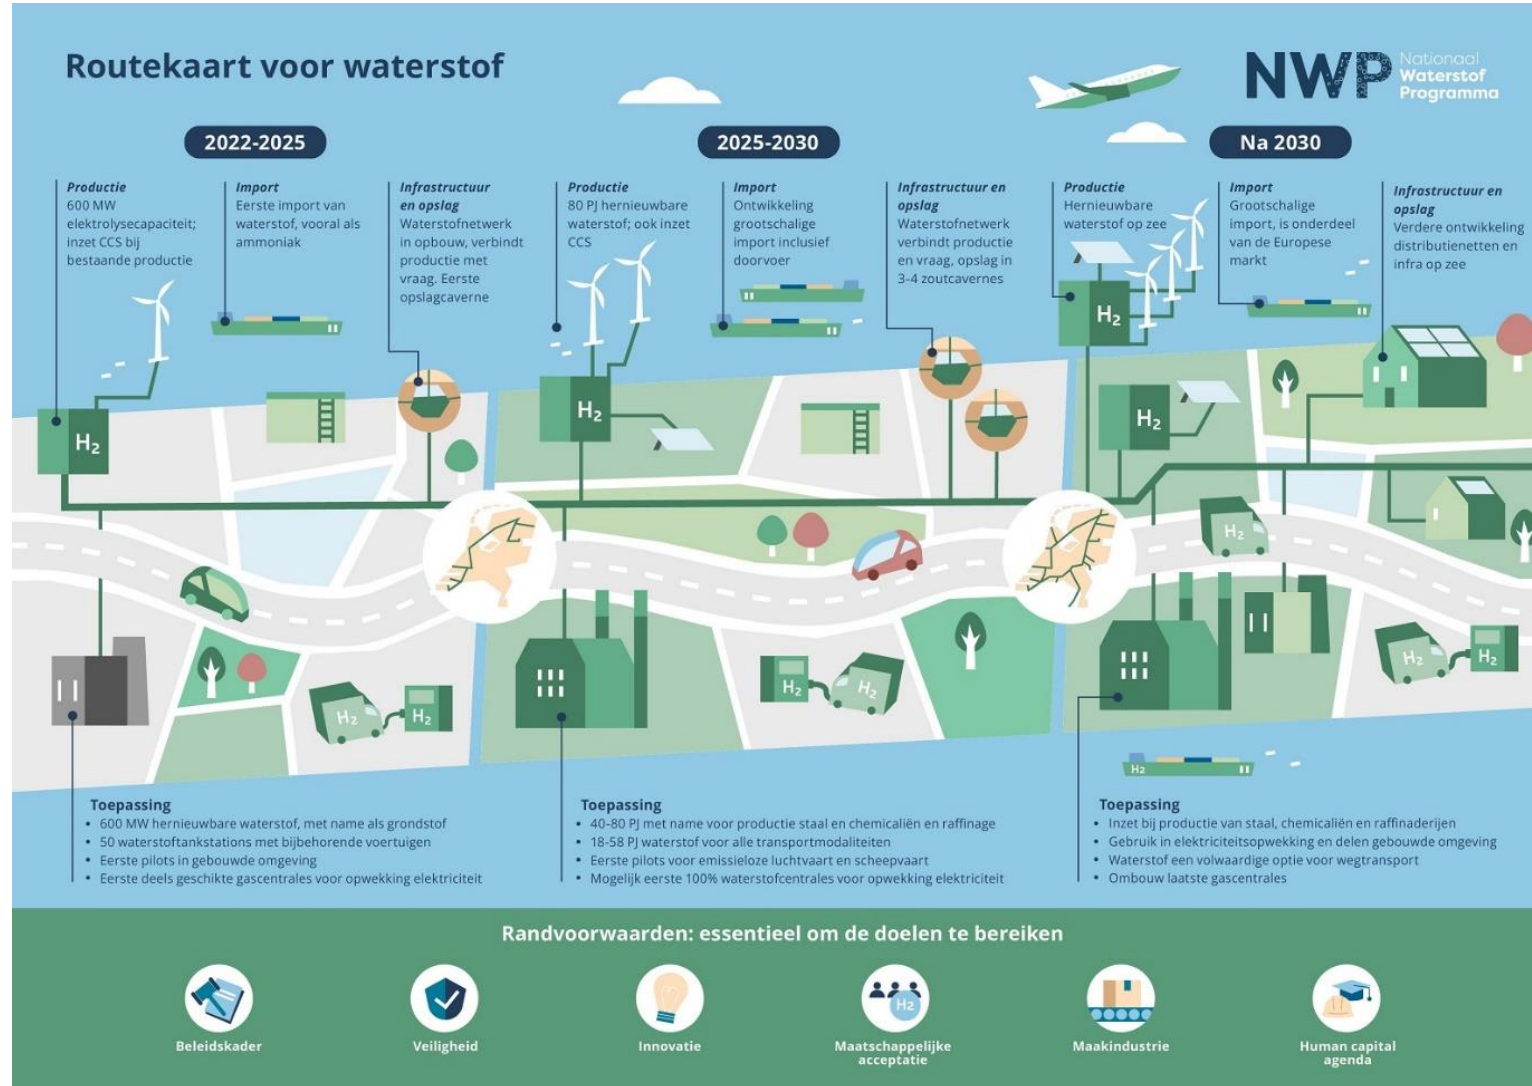 Routekaart voor waterstof
NWP
Nationaal
Waterstof
Programma
2022-2025
Productie
600 MW
elektrolysecapaciteit;
inzet CCS bij
bestaande productie
Import
Eerste import van
waterstof, vooral als
ammoniak
Infrastructuur
en opslag
Waterstofnetwerk
in opbouw, verbindt
productie met
vraag. Eerste
opslagcaverne
2025-2030
Productie
80 PJ hernieuwbare
waterstof; ook inzet
CCS
Import
Ontwikkeling
grootschalige
import inclusief
doorvoer
Infrastructuur en
opslag
Waterstofnetwerk
verbindt productie
en vraag, opslag in
3-4 zoutcavernes
Na 2030
Productie
Hernieuwbare
waterstof op zee
Import
Grootschalige
import, is onderdeel
van de Europese
markt
Infrastructuur en
opslag
Verdere ontwikkeling
distributienetten en
infra op zee
H2
H2
H2
H2
H2
H2
H2
H2
H2
H2
H2
H2
Toepassing
• 600 MW hernieuwbare waterstof, met name als grondstof
• 50 waterstoftankstations met bijbehorende voertuigen
• Eerste pilots in gebouwde omgeving
• Eerste deels geschikte gascentrales voor opwekking elektriciteit
Toepassing
• 40-80 PJ met name voor productie staal en chemicaliën en raffinage
• 18-58 PJ waterstof voor alle transportmodaliteiten
• Eerste pilots voor emissieloze luchtvaart en scheepvaart
• Mogelijk eerste 100% waterstofcentrales voor opwekking elektriciteit
Toepassing
• Inzet bij productie van staal, chemicaliën en raffinaderijen
• Gebruik in elektriciteitsopwekking en delen gebouwde omgeving
• Waterstof een volwaardige optie voor wegtransport
• Ombouw laatste gascentrales
Randvoorwaarden: essentieel om de doelen te bereiken
Beleidskader
Veiligheid
Innovatie
H2
Maatschappelijke
acceptatie
Maakindustrie
Human capital
agenda